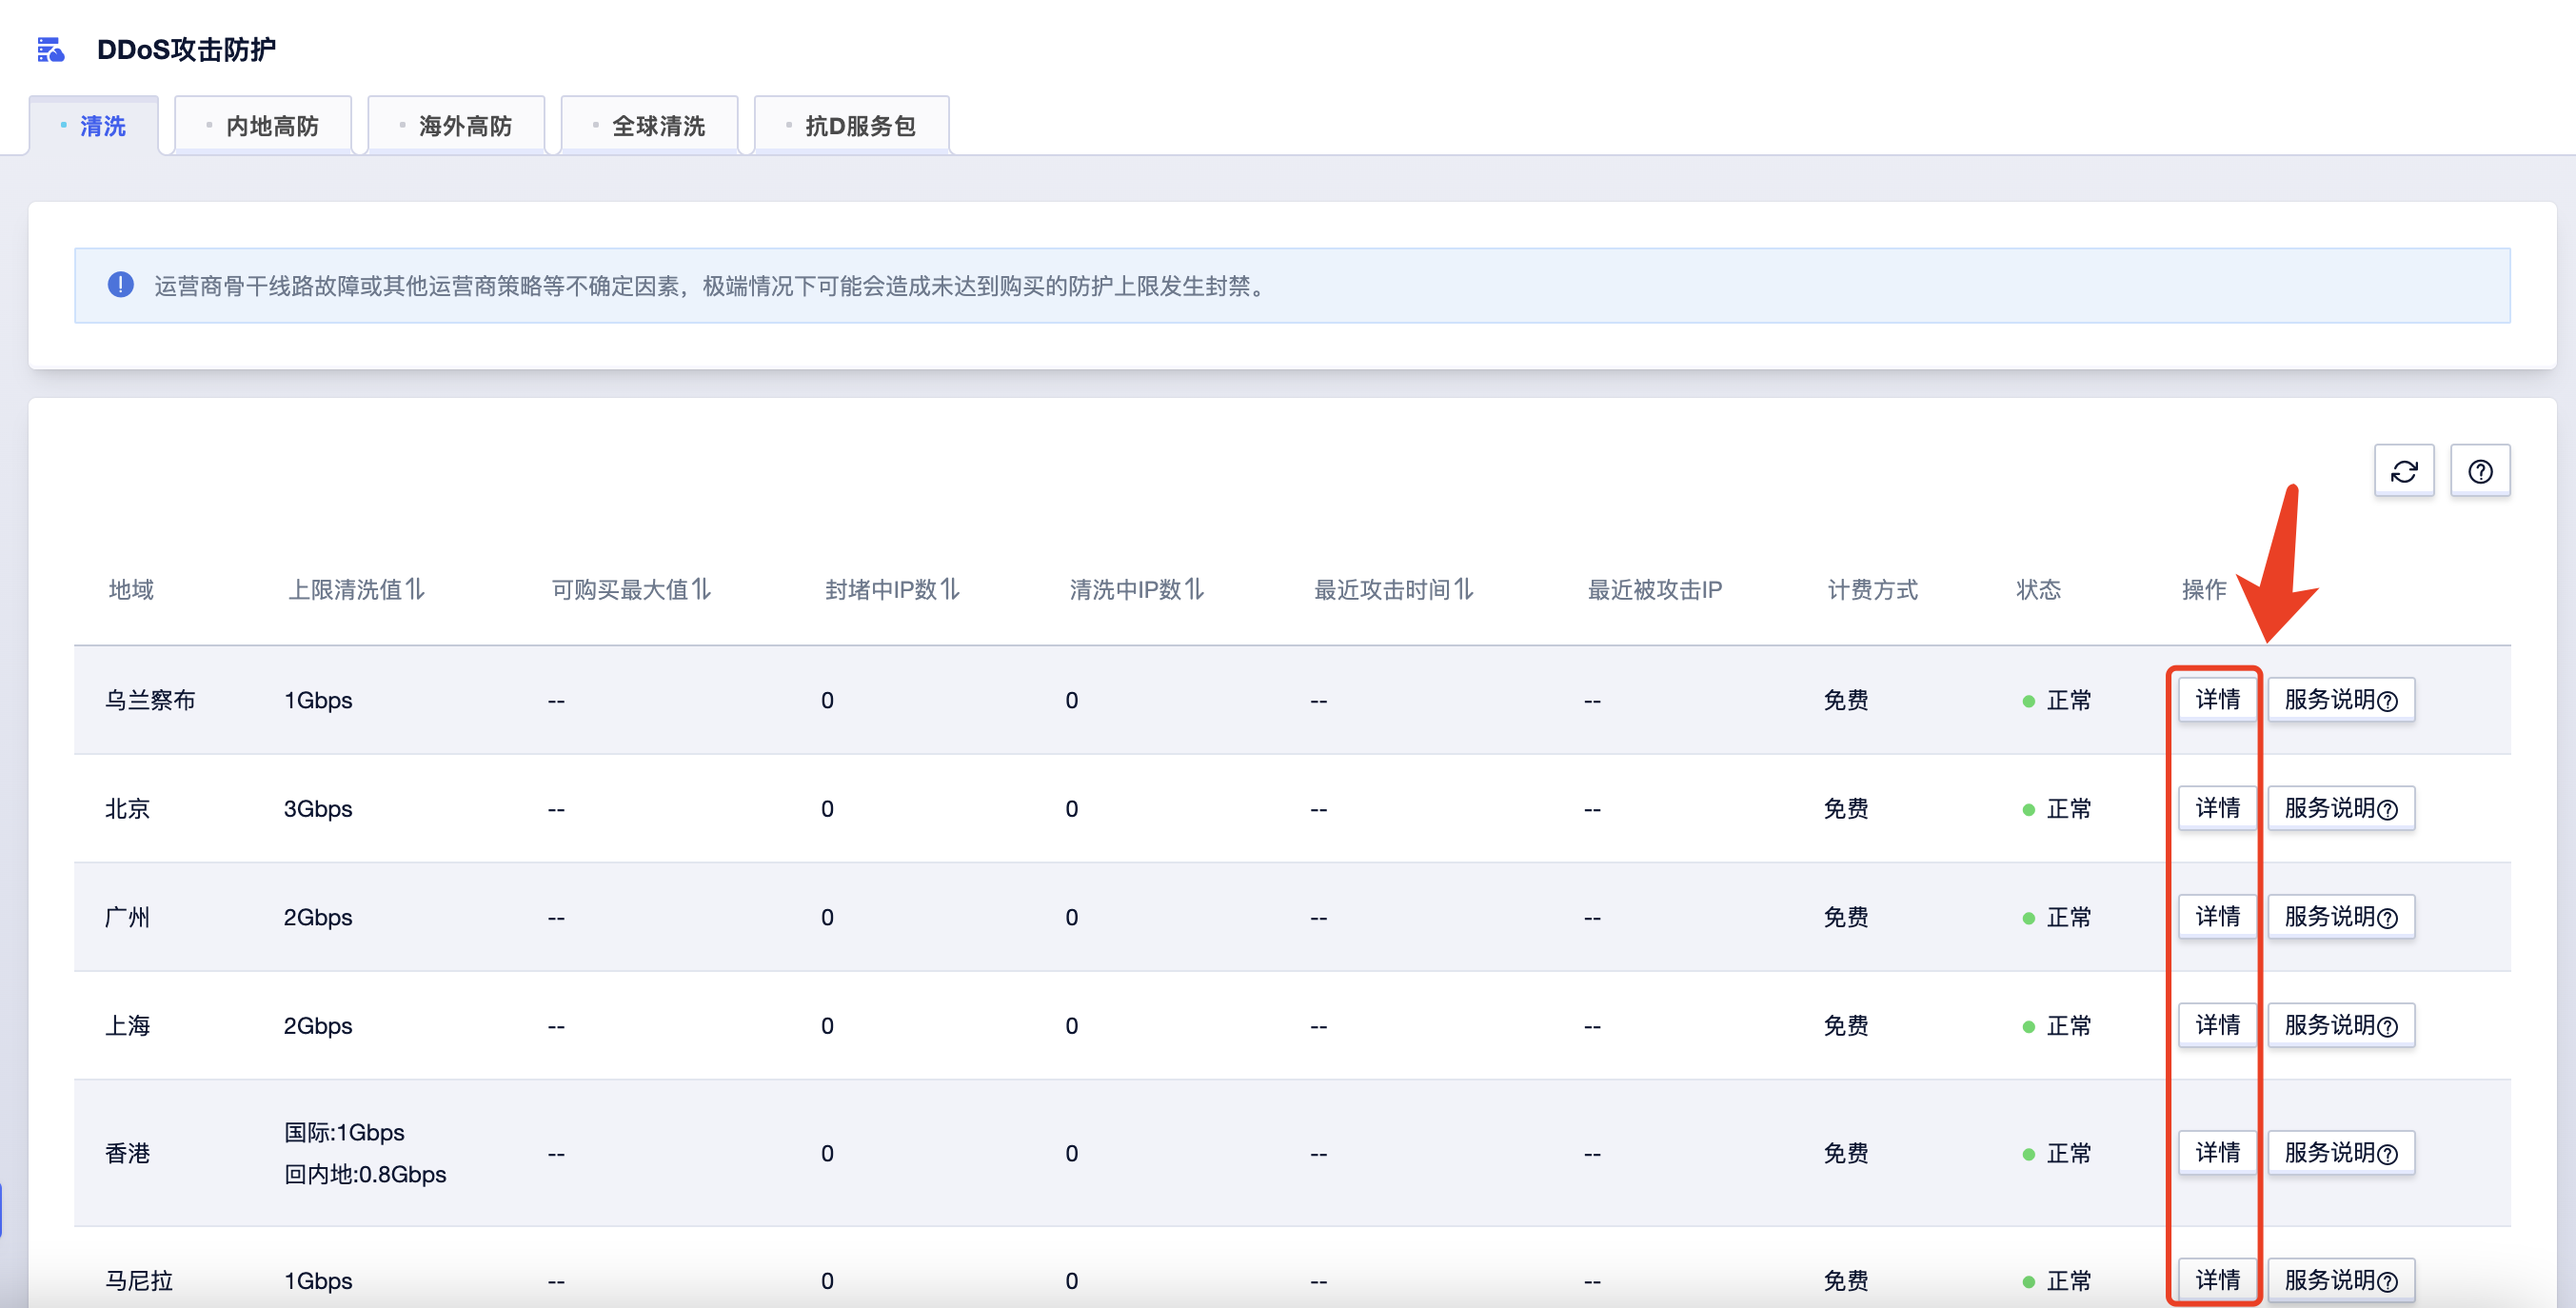 DDoS攻击防护
清洗 内地高防 海外高防 全球清洗 抗D服务包
运营商骨干线路故障或其他运营商策略等不确定因素，极端情况下可能会造成未达到购买的防护上限发生封禁。
地域 上限清洗值 可购买最大值 封堵中IP数 清洗中IP数 最近攻击时间 最近被攻击IP 计费方式 状态 操作
乌兰察布 1Gbps -- 0 0 -- -- 免费 正常 详情 服务说明
北京 3Gbps -- 0 0 -- -- 免费 正常 详情 服务说明
广州 2Gbps -- 0 0 -- -- 免费 正常 详情 服务说明
上海 2Gbps -- 0 0 -- -- 免费 正常 详情 服务说明
香港 国际:1Gbps -- 0 0 -- -- 免费 正常 详情 服务说明
回内地:0.8Gbps
马尼拉 1Gbps -- 0 0 -- -- 免费 正常 详情 服务说明